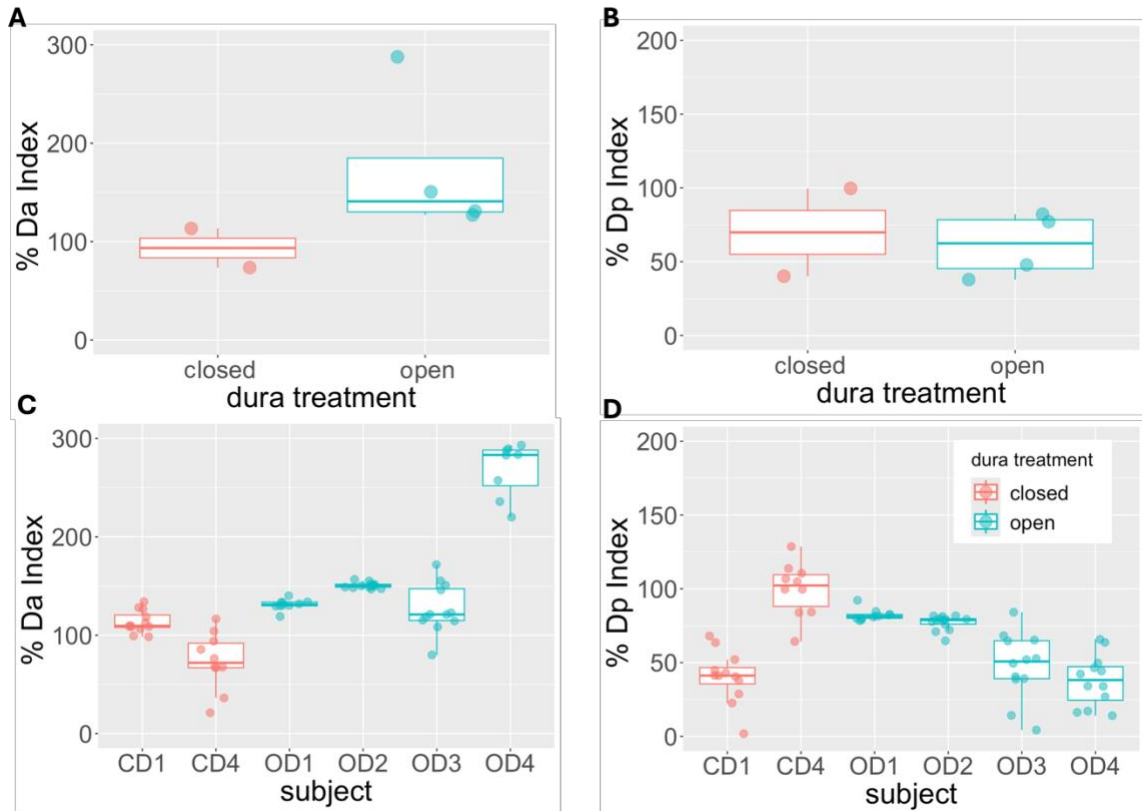 A
% Da Index
300
200
100
0
closed open
dura treatment
B
% Dp Index
200
150
100
50
0
closed open
dura treatment
C
% Da Index
300
200
100
0
CD1 CD4 OD1 OD2 OD3 OD4
subject
D
% Dp Index
200
150
100
50
0
dura treatment
closed
open
CD1 CD4 OD1 OD2 OD3 OD4
subject